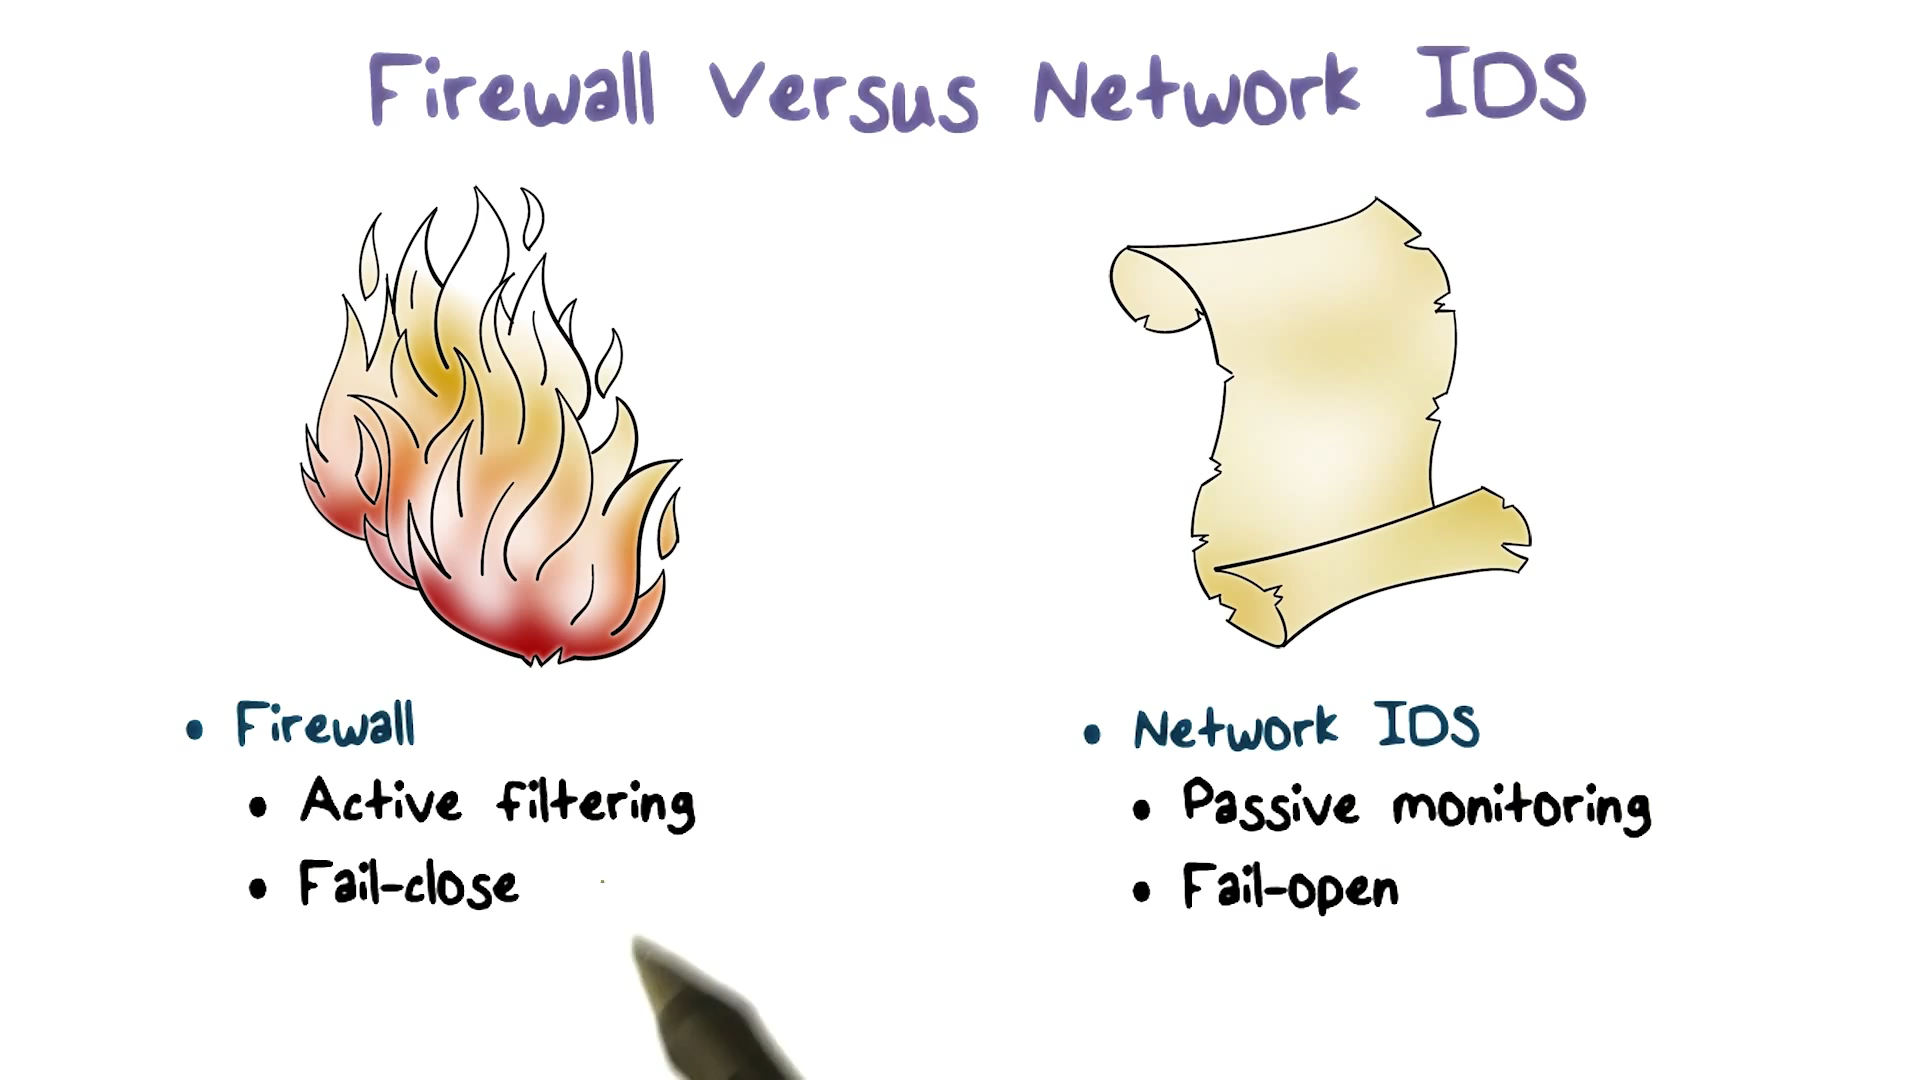 Firewall Versus Network IDS
• Firewall
• Active filtering
• Fail-close
• Network IDS
• Passive monitoring
• Fail-open